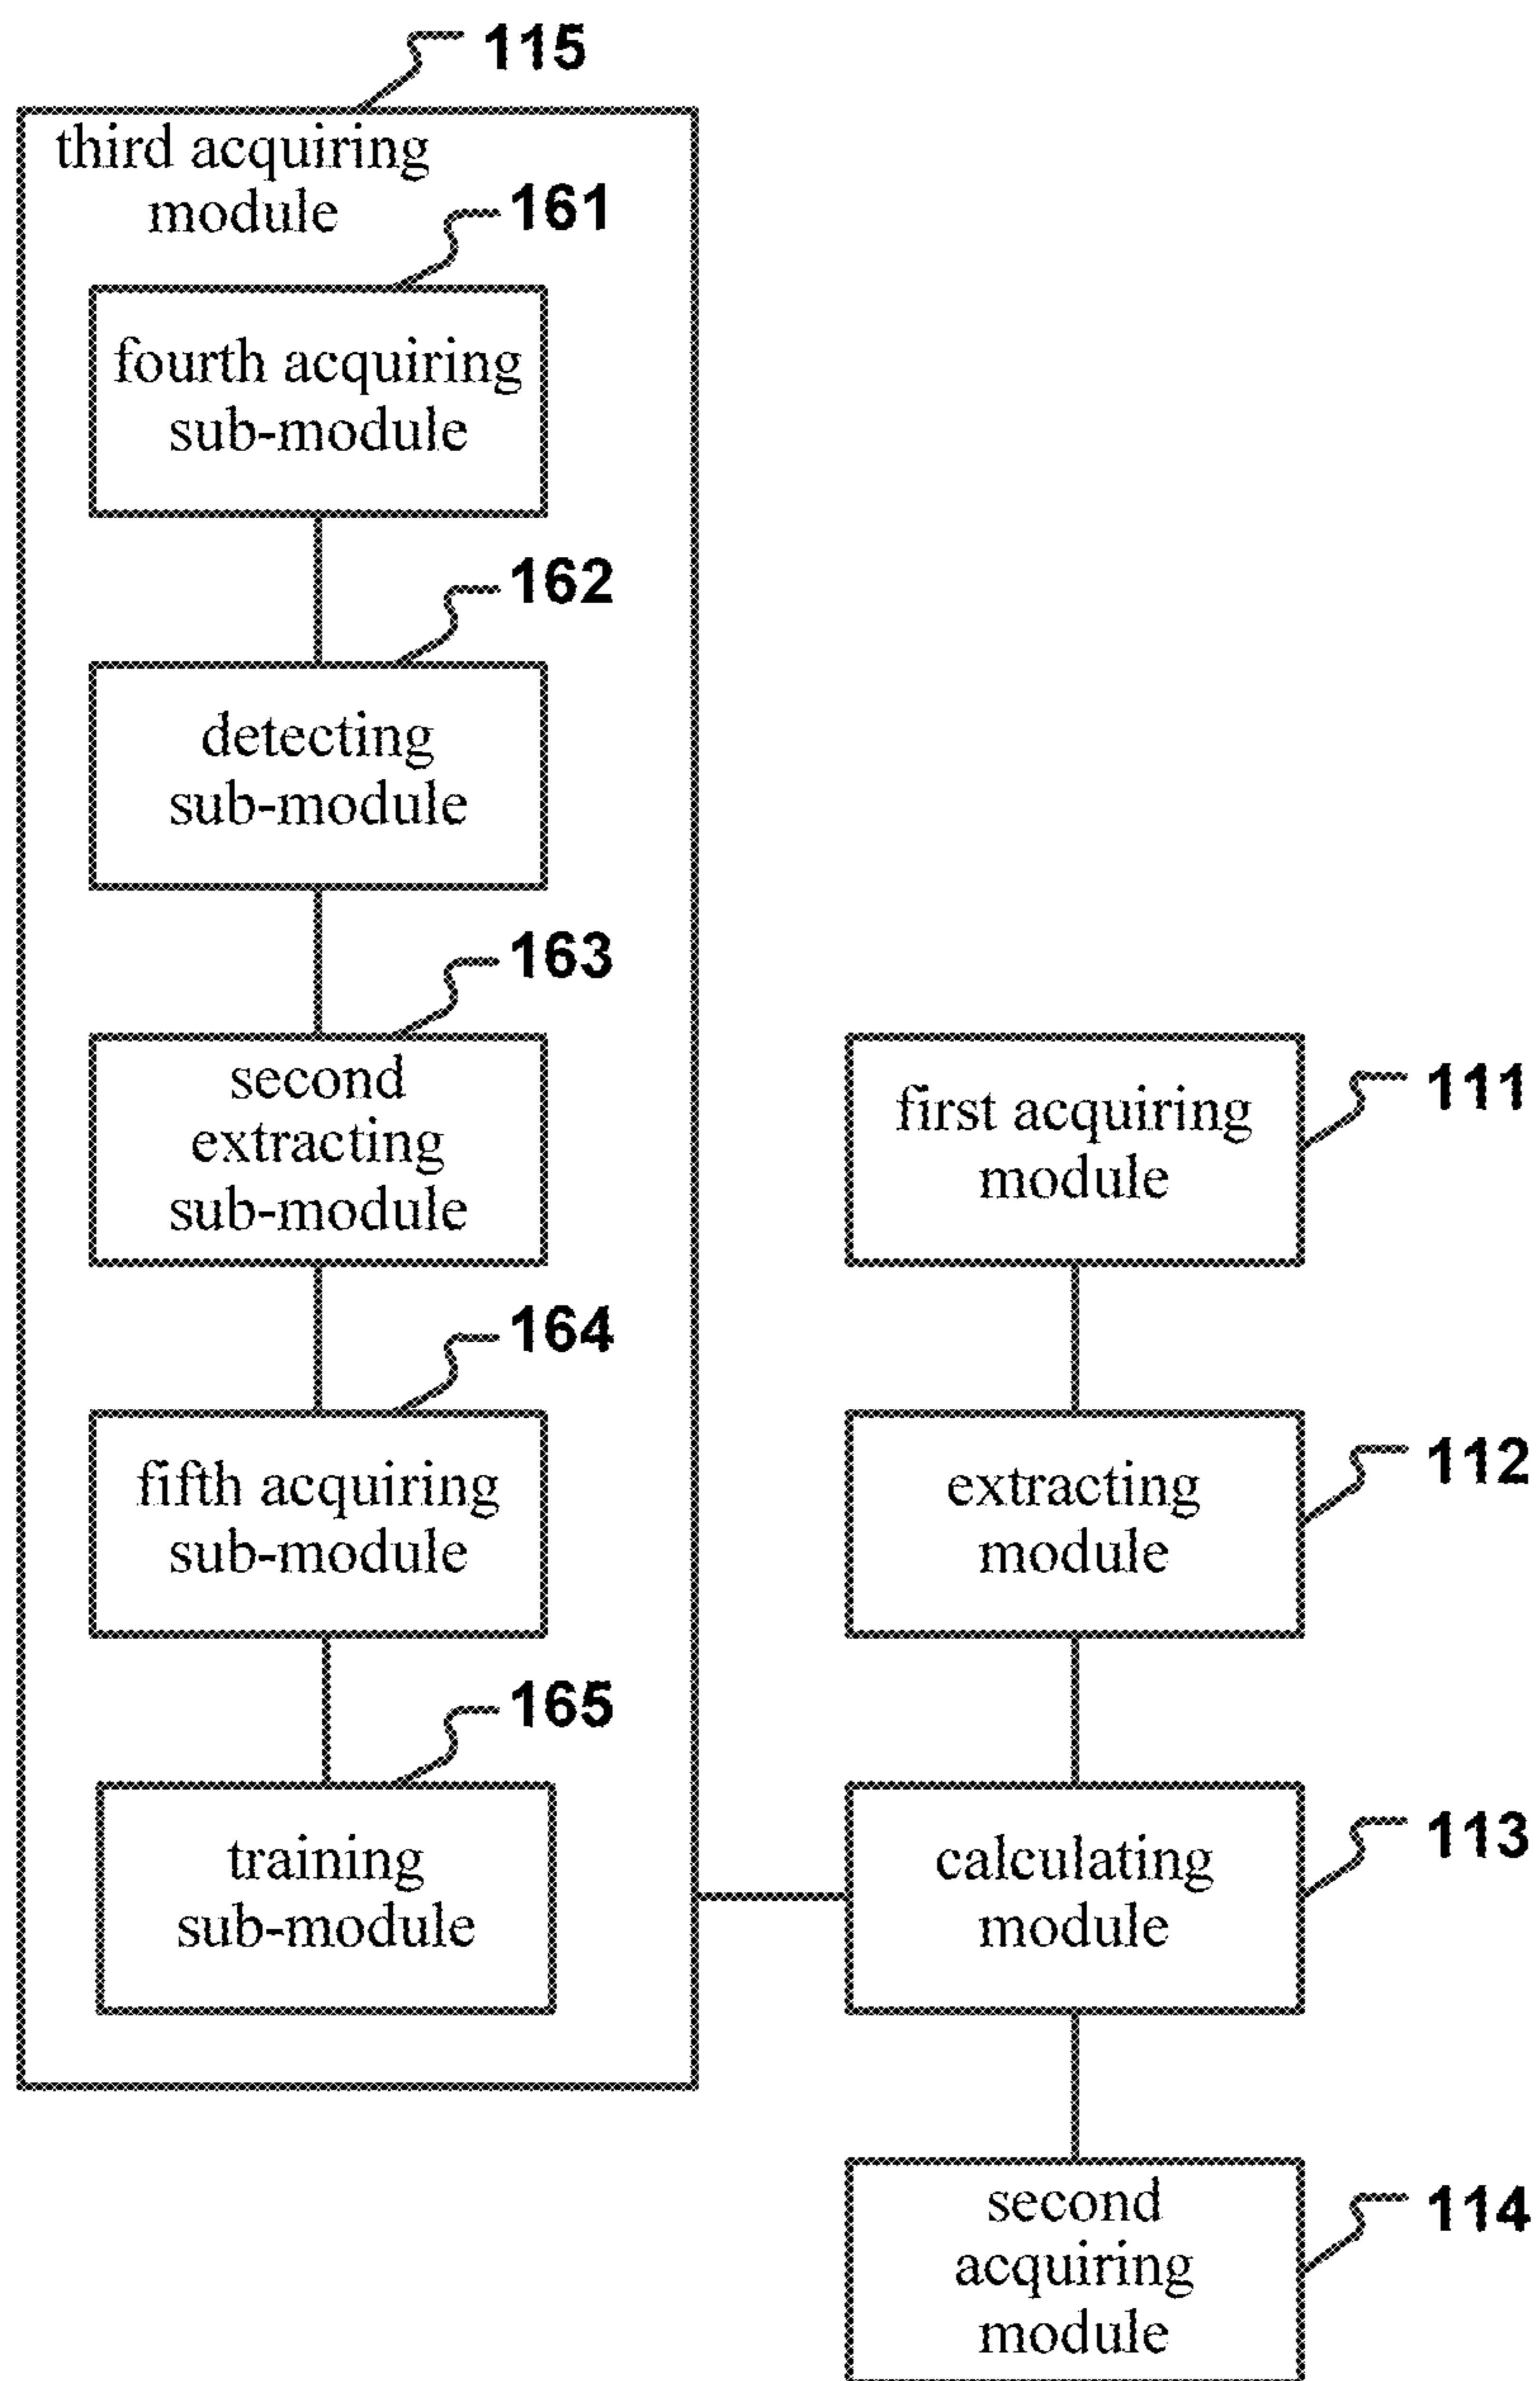 115
third acquiring
module
161
fourth acquiring
sub-module
162
detecting
sub-module
163
second
extracting
sub-module
164
fifth acquiring
sub-module
165
training
sub-module
111
first acquiring
module
112
extracting
module
113
calculating
module
114
second
acquiring
module